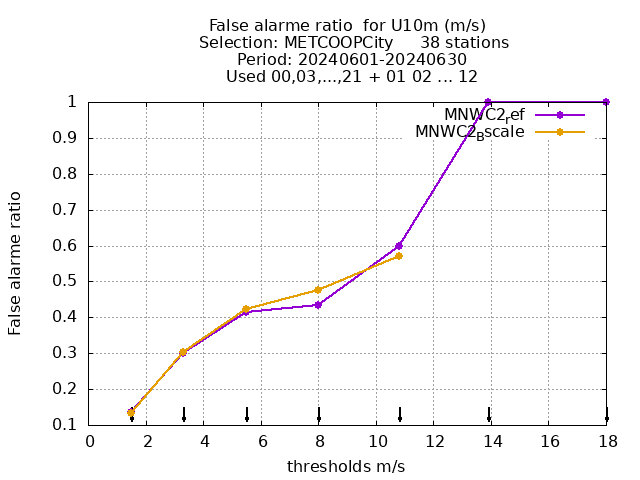 False alarme ratio  for U10m (m/s)
Selection: METCOOPCity     38 stations
Period: 20240601-20240630
Used 00,03,...,21 + 01 02 ... 12
MNWC2ref
MNWC2Bscale
False alarme ratio
1
0.9
0.8
0.7
0.6
0.5
0.4
0.3
0.2
0.1
0 2 4 6 8 10 12 14 16 18
thresholds m/s